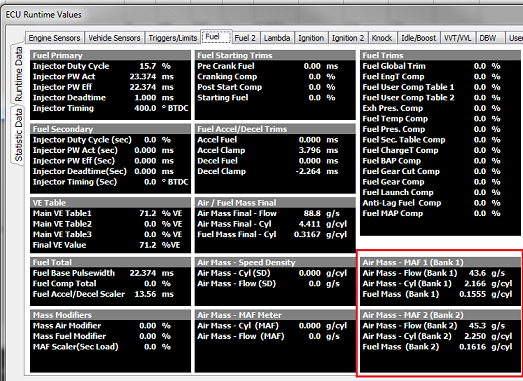 ECU Runtime Values
Engine Sensors Vehicle Sensors Triggers/Limits Fuel Fuel 2 Lambda Ignition Ignition 2 Knock Idle/Boost VVT/VVL DBW User
Runtime Data
Statistic Data
Fuel Primary
Injector Duty Cycle 15.7 %
Injector PW Act 23.374 ms
Injector PW Eff 22.374 ms
Injector Deadtime 1.000 ms
Injector Timing 400.0 ° BTDC
Fuel Secondary
Injector Duty Cycle (sec) 0.0 %
Injector PW Act (sec) 0.000 ms
Injector PW Eff (Sec) 0.000 ms
Injector Deadtime(Sec) 0.000 ms
Injector Timing (Sec) 0.0 ° BTDC
VE Table
Main VE Table1 71.2 % VE
Main VE Table2 0.0 % VE
Main VE Table3 0.0 % VE
Final VE Value 71.2 %VE
Fuel Total
Fuel Base Pulsewidth 22.374 ms
Fuel Comp Total 0.0 %
Fuel Accel/Decel Scaler 13.56 ms
Mass Modifiers
Mass Air Modifier 0.00 %
Mass Fuel Modifier 0.00 %
MAF Scaler(Sec Load) 0.0 %
Fuel Starting Trims
Pre Crank Fuel 0.00 ms
Cranking Comp 0.0 %
Post Start Comp 0.0 %
Starting Fuel 0.0 %
Fuel Accel/Decel Trims
Accel Fuel 0.000 ms
Accel Clamp 3.796 ms
Decel Fuel 0.000 ms
Decel Clamp -2.264 ms
Air / Fuel Mass Final
Air Mass Final - Flow 88.8 g/s
Air Mass Final - Cyl 4.411 g/cyl
Fuel Mass Final - Cyl 0.3167 g/cyl
Air Mass - Speed Density
Air Mass - Cyl (SD) 0.000 g/cyl
Air Mass - Flow (SD) 0.0 g/s
Air Mass - MAF Meter
Air Mass - Cyl (MAF) 0.000 g/cyl
Air Mass - Flow (MAF) 0.0 g/s
Fuel Trims
Fuel Global Trim 0.0 %
Fuel EngT Comp 0.0 %
Fuel User Comp Table 1 0.0 %
Fuel User Comp Table 2 0.0 %
Exh Pres. Comp 0.0 %
Fuel Temp Comp 0.0 %
Fuel Pres. Comp 0.0 %
Fuel Sec. Table Comp 0.0 %
Fuel ChargeT Comp 0.0 %
Fuel BAP Comp 0.0 %
Fuel Gear Cut Comp 0.0 %
Fuel Gear Comp 0.0 %
Fuel Launch Comp 0.0 %
Anti-Lag Fuel Comp 0.0 %
Fuel MAP Comp 0.0 %
Air Mass - MAF 1 (Bank 1)
Air Mass - Flow (Bank 1) 43.6 g/s
Air Mass - Cyl (Bank 1) 2.166 g/cyl
Fuel Mass (Bank 1) 0.1555 g/cyl
Air Mass - MAF 2 (Bank 2)
Air Mass - Flow (Bank 2) 45.3 g/s
Air Mass - Cyl (Bank 2) 2.250 g/cyl
Fuel Mass (Bank 2) 0.1616 g/cyl